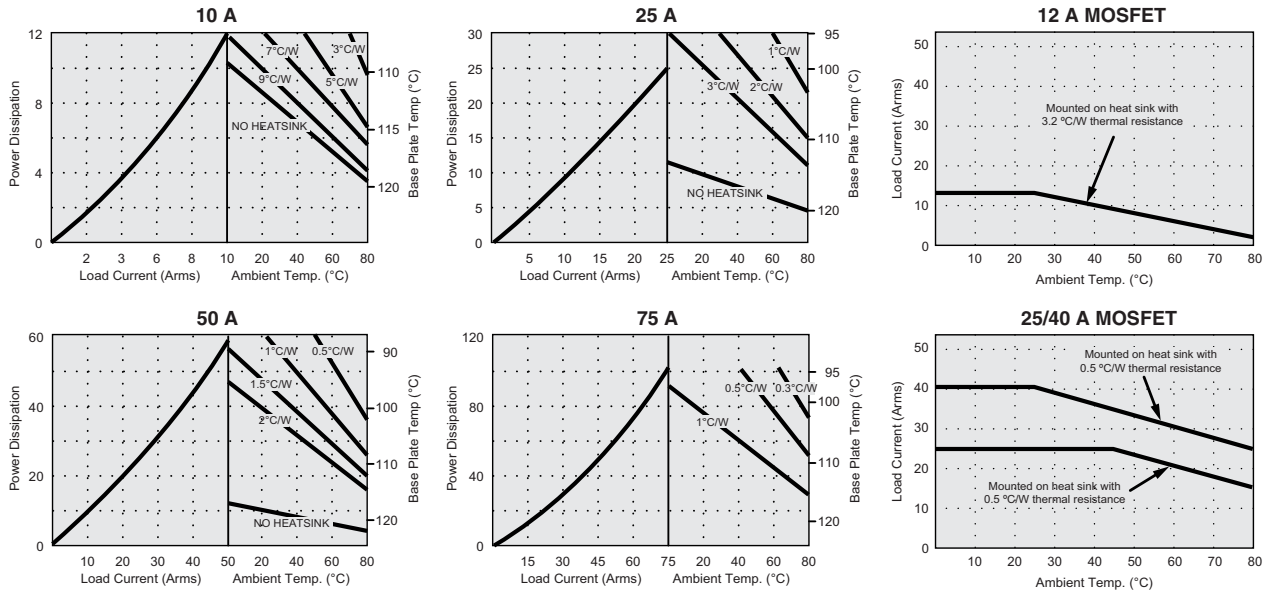 10 A
12
8
4
0
Power Dissipation
2
3
6
8
10
20
40
60
80
Load Current (Arms)
Ambient Temp. (°C)
3°C/W
7°C/W
5°C/W
9°C/W
NO HEATSINK
110
115
120
Base Plate Temp (°C)
25 A
30
25
20
15
10
5
0
Power Dissipation
5
10
15
20
25
20
40
60
80
Load Current (Arms)
Ambient Temp. (°C)
1°C/W
2°C/W
3°C/W
NO HEATSINK
95
100
110
120
Base Plate Temp (°C)
12 A MOSFET
50
40
30
20
10
0
Load Current (Arms)
Mounted on heat sink with
3.2 ºC/W thermal resistance
10
20
30
40
50
60
70
80
Ambient Temp. (°C)
50 A
60
40
20
0
Power Dissipation
10
20
30
40
50
20
40
60
80
Load Current (Arms)
Ambient Temp. (°C)
0.5°C/W
1°C/W
1.5°C/W
2°C/W
NO HEATSINK
90
100
110
120
Base Plate Temp (°C)
75 A
120
80
40
0
Power Dissipation
15
30
45
60
75
20
40
60
80
Load Current (Arms)
Ambient Temp. (°C)
0.5°C/W
0.3°C/W
1°C/W
95
100
110
120
Base Plate Temp (°C)
25/40 A MOSFET
50
40
30
20
10
0
Load Current (Arms)
Mounted on heat sink with
0.5 ºC/W thermal resistance
Mounted on heat sink with
0.5 ºC/W thermal resistance
10
20
30
40
50
60
70
80
Ambient Temp. (°C)